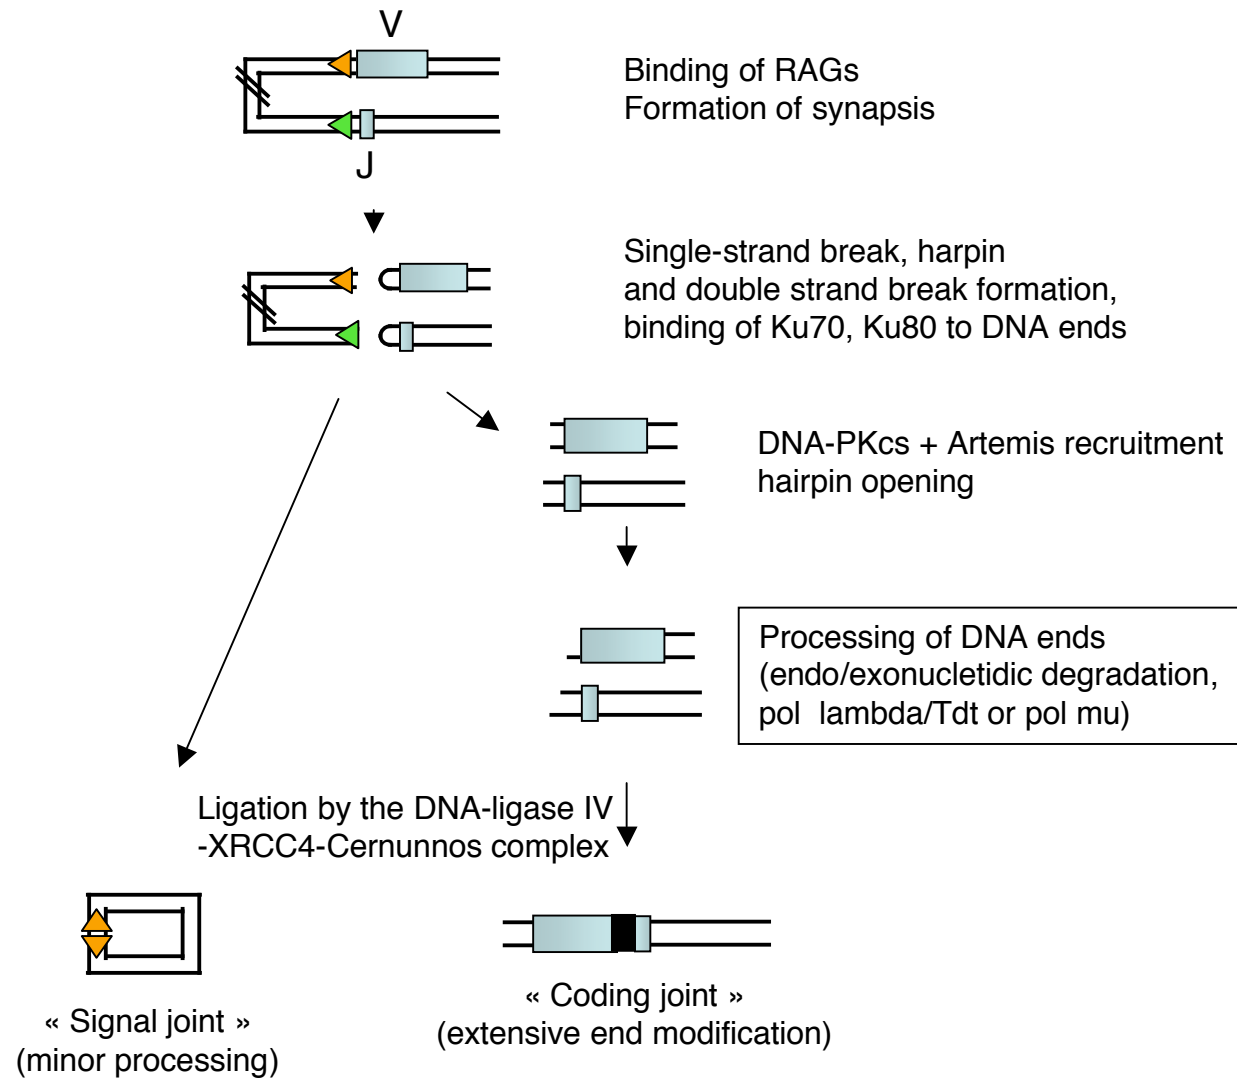 V
Binding of RAGs
Formation of synapsis
J
Single-strand break, harpin
and double strand break formation,
binding of Ku70, Ku80 to DNA ends
DNA-PKcs + Artemis recruitment
hairpin opening
Processing of DNA ends
(endo/exonucletidic degradation,
pol lambda/Tdt or pol mu)
Ligation by the DNA-ligase IV
-XRCC4-Cernunnos complex
« Signal joint »
(minor processing)
« Coding joint »
(extensive end modification)